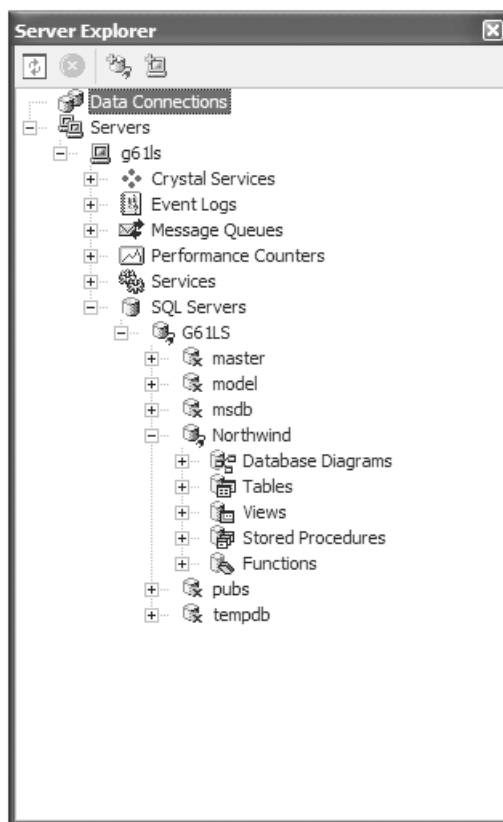 Server Explorer
Data Connections
Servers
g61ls
Crystal Services
Event Logs
Message Queues
Performance Counters
Services
SQL Servers
G61LS
master
model
msdb
Northwind
Database Diagrams
Tables
Views
Stored Procedures
Functions
pubs
tempdb